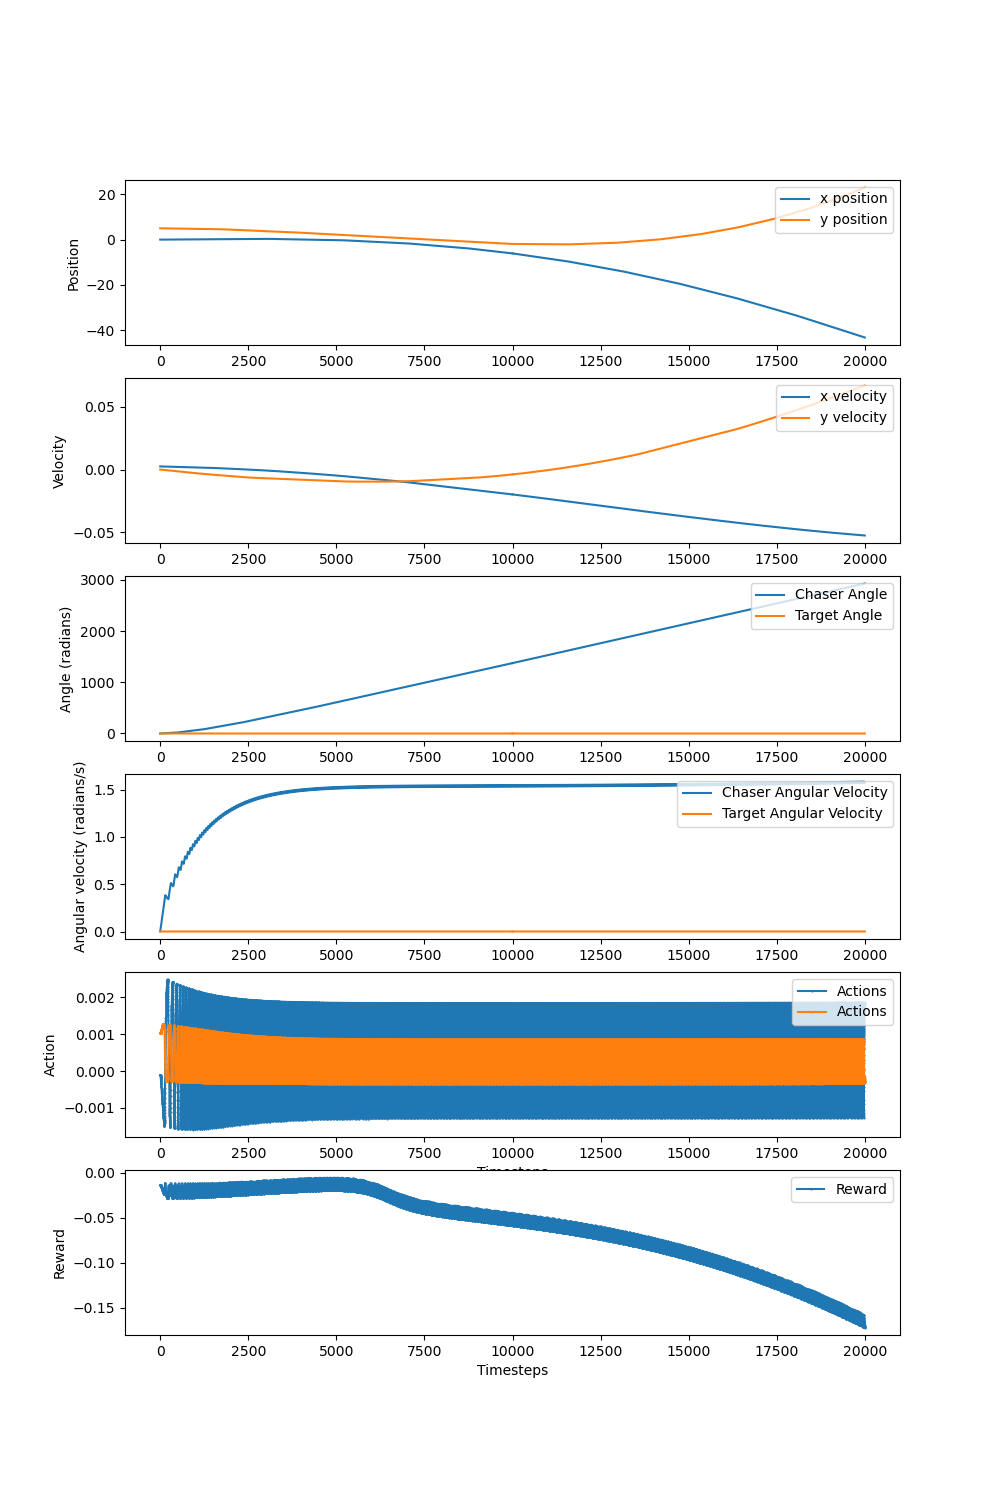 20
0
−20
−40
Position
x position
y position
0 2500 5000 7500 10000 12500 15000 17500 20000
0.05
0.00
−0.05
Velocity
x velocity
y velocity
0 2500 5000 7500 10000 12500 15000 17500 20000
3000
2000
1000
0
Angle (radians)
Chaser Angle
Target Angle
0 2500 5000 7500 10000 12500 15000 17500 20000
1.5
1.0
0.5
0.0
Angular velocity (radians/s)
Chaser Angular Velocity
Target Angular Velocity
0 2500 5000 7500 10000 12500 15000 17500 20000
0.002
0.001
0.000
−0.001
Action
Actions
Actions
0 2500 5000 7500 10000 12500 15000 17500 20000
Timesteps
0.00
−0.05
−0.10
−0.15
Reward
Reward
0 2500 5000 7500 10000 12500 15000 17500 20000
Timesteps